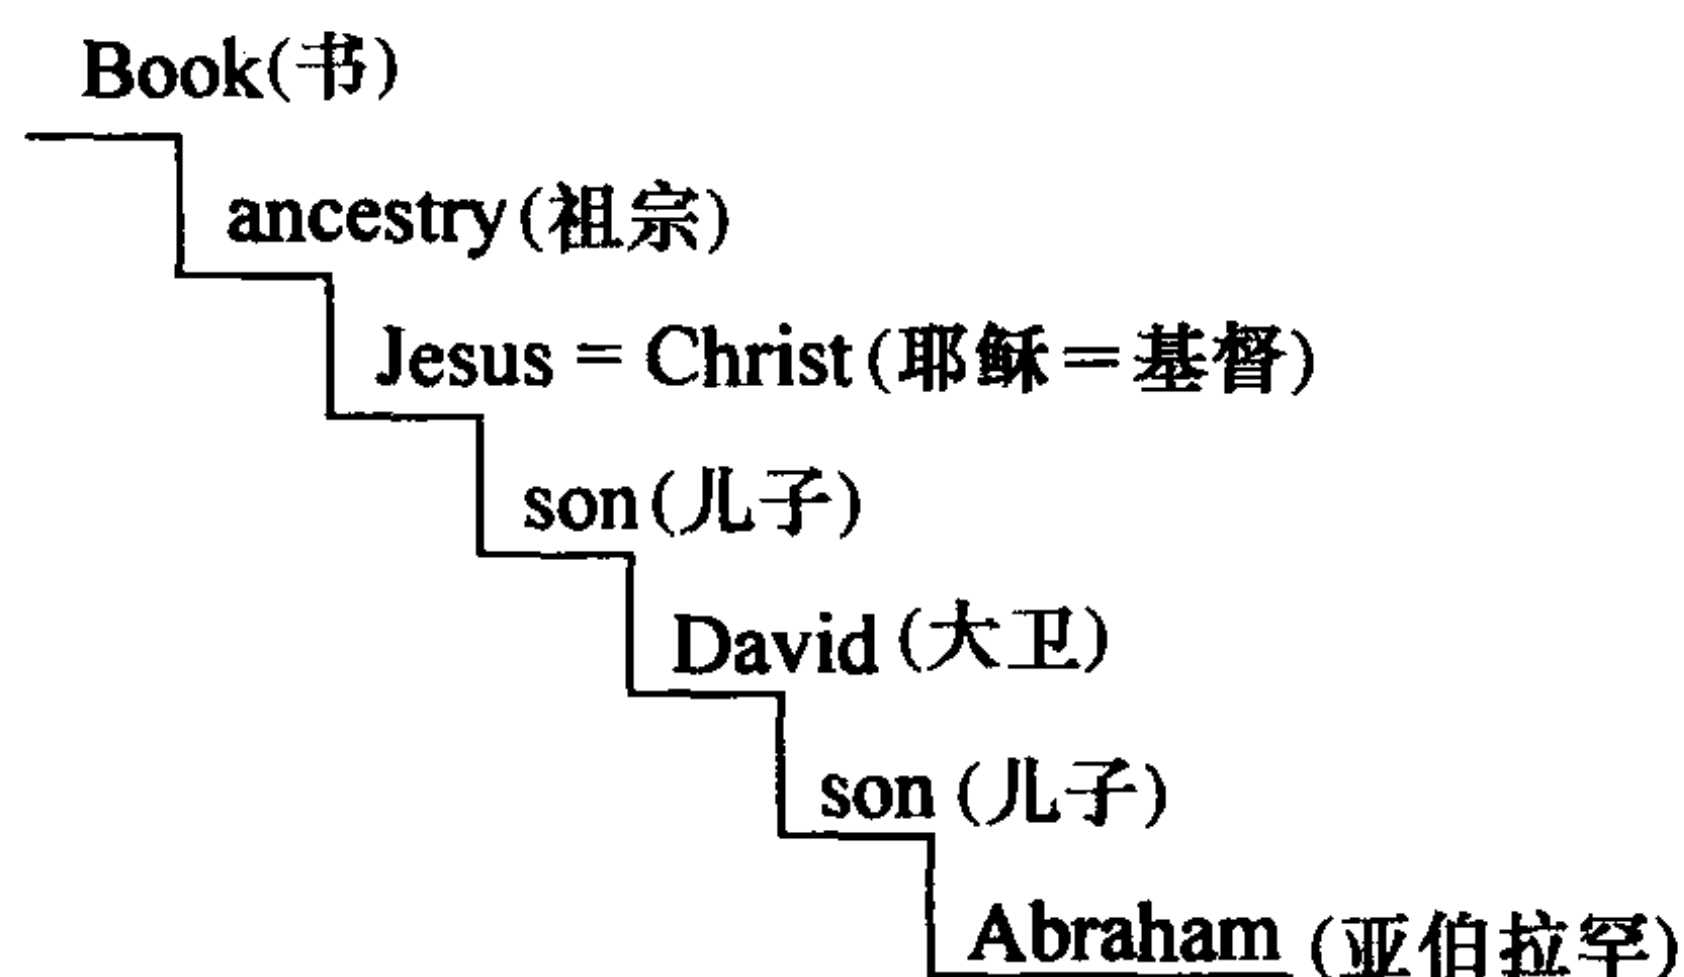 Book(书)
ancestry(祖宗)
Jesus = Christ(耶稣=基督)
son(儿子)
David(大卫)
son(儿子)
Abraham(亚伯拉罕)